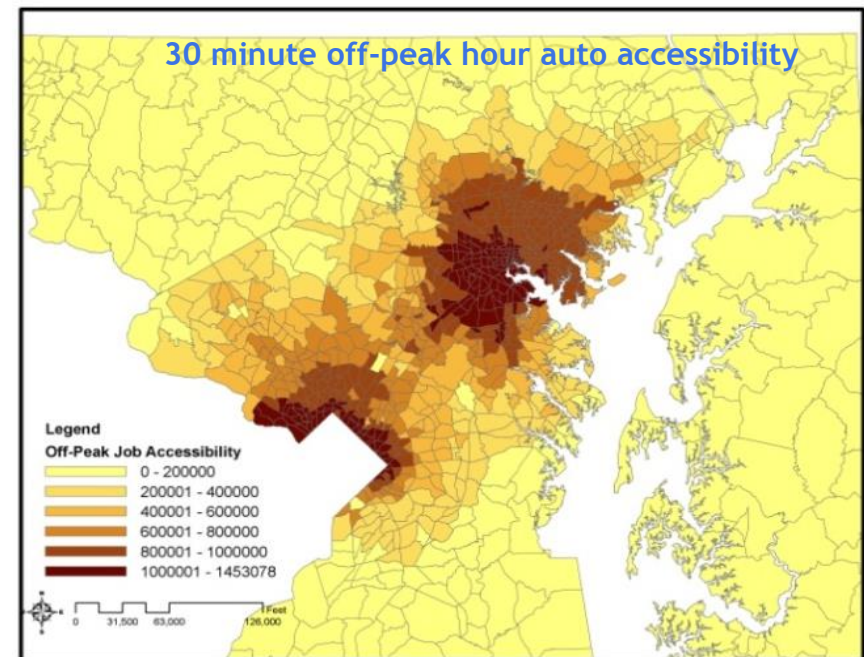 30 minute off-peak hour auto accessibility
Legend
Off-Peak Job Accessibility
0 - 200000
200001 - 400000
400001 - 600000
600001 - 800000
800001 - 1000000
1000001 - 1453078
Feet
0 31,500 63,000 126,000